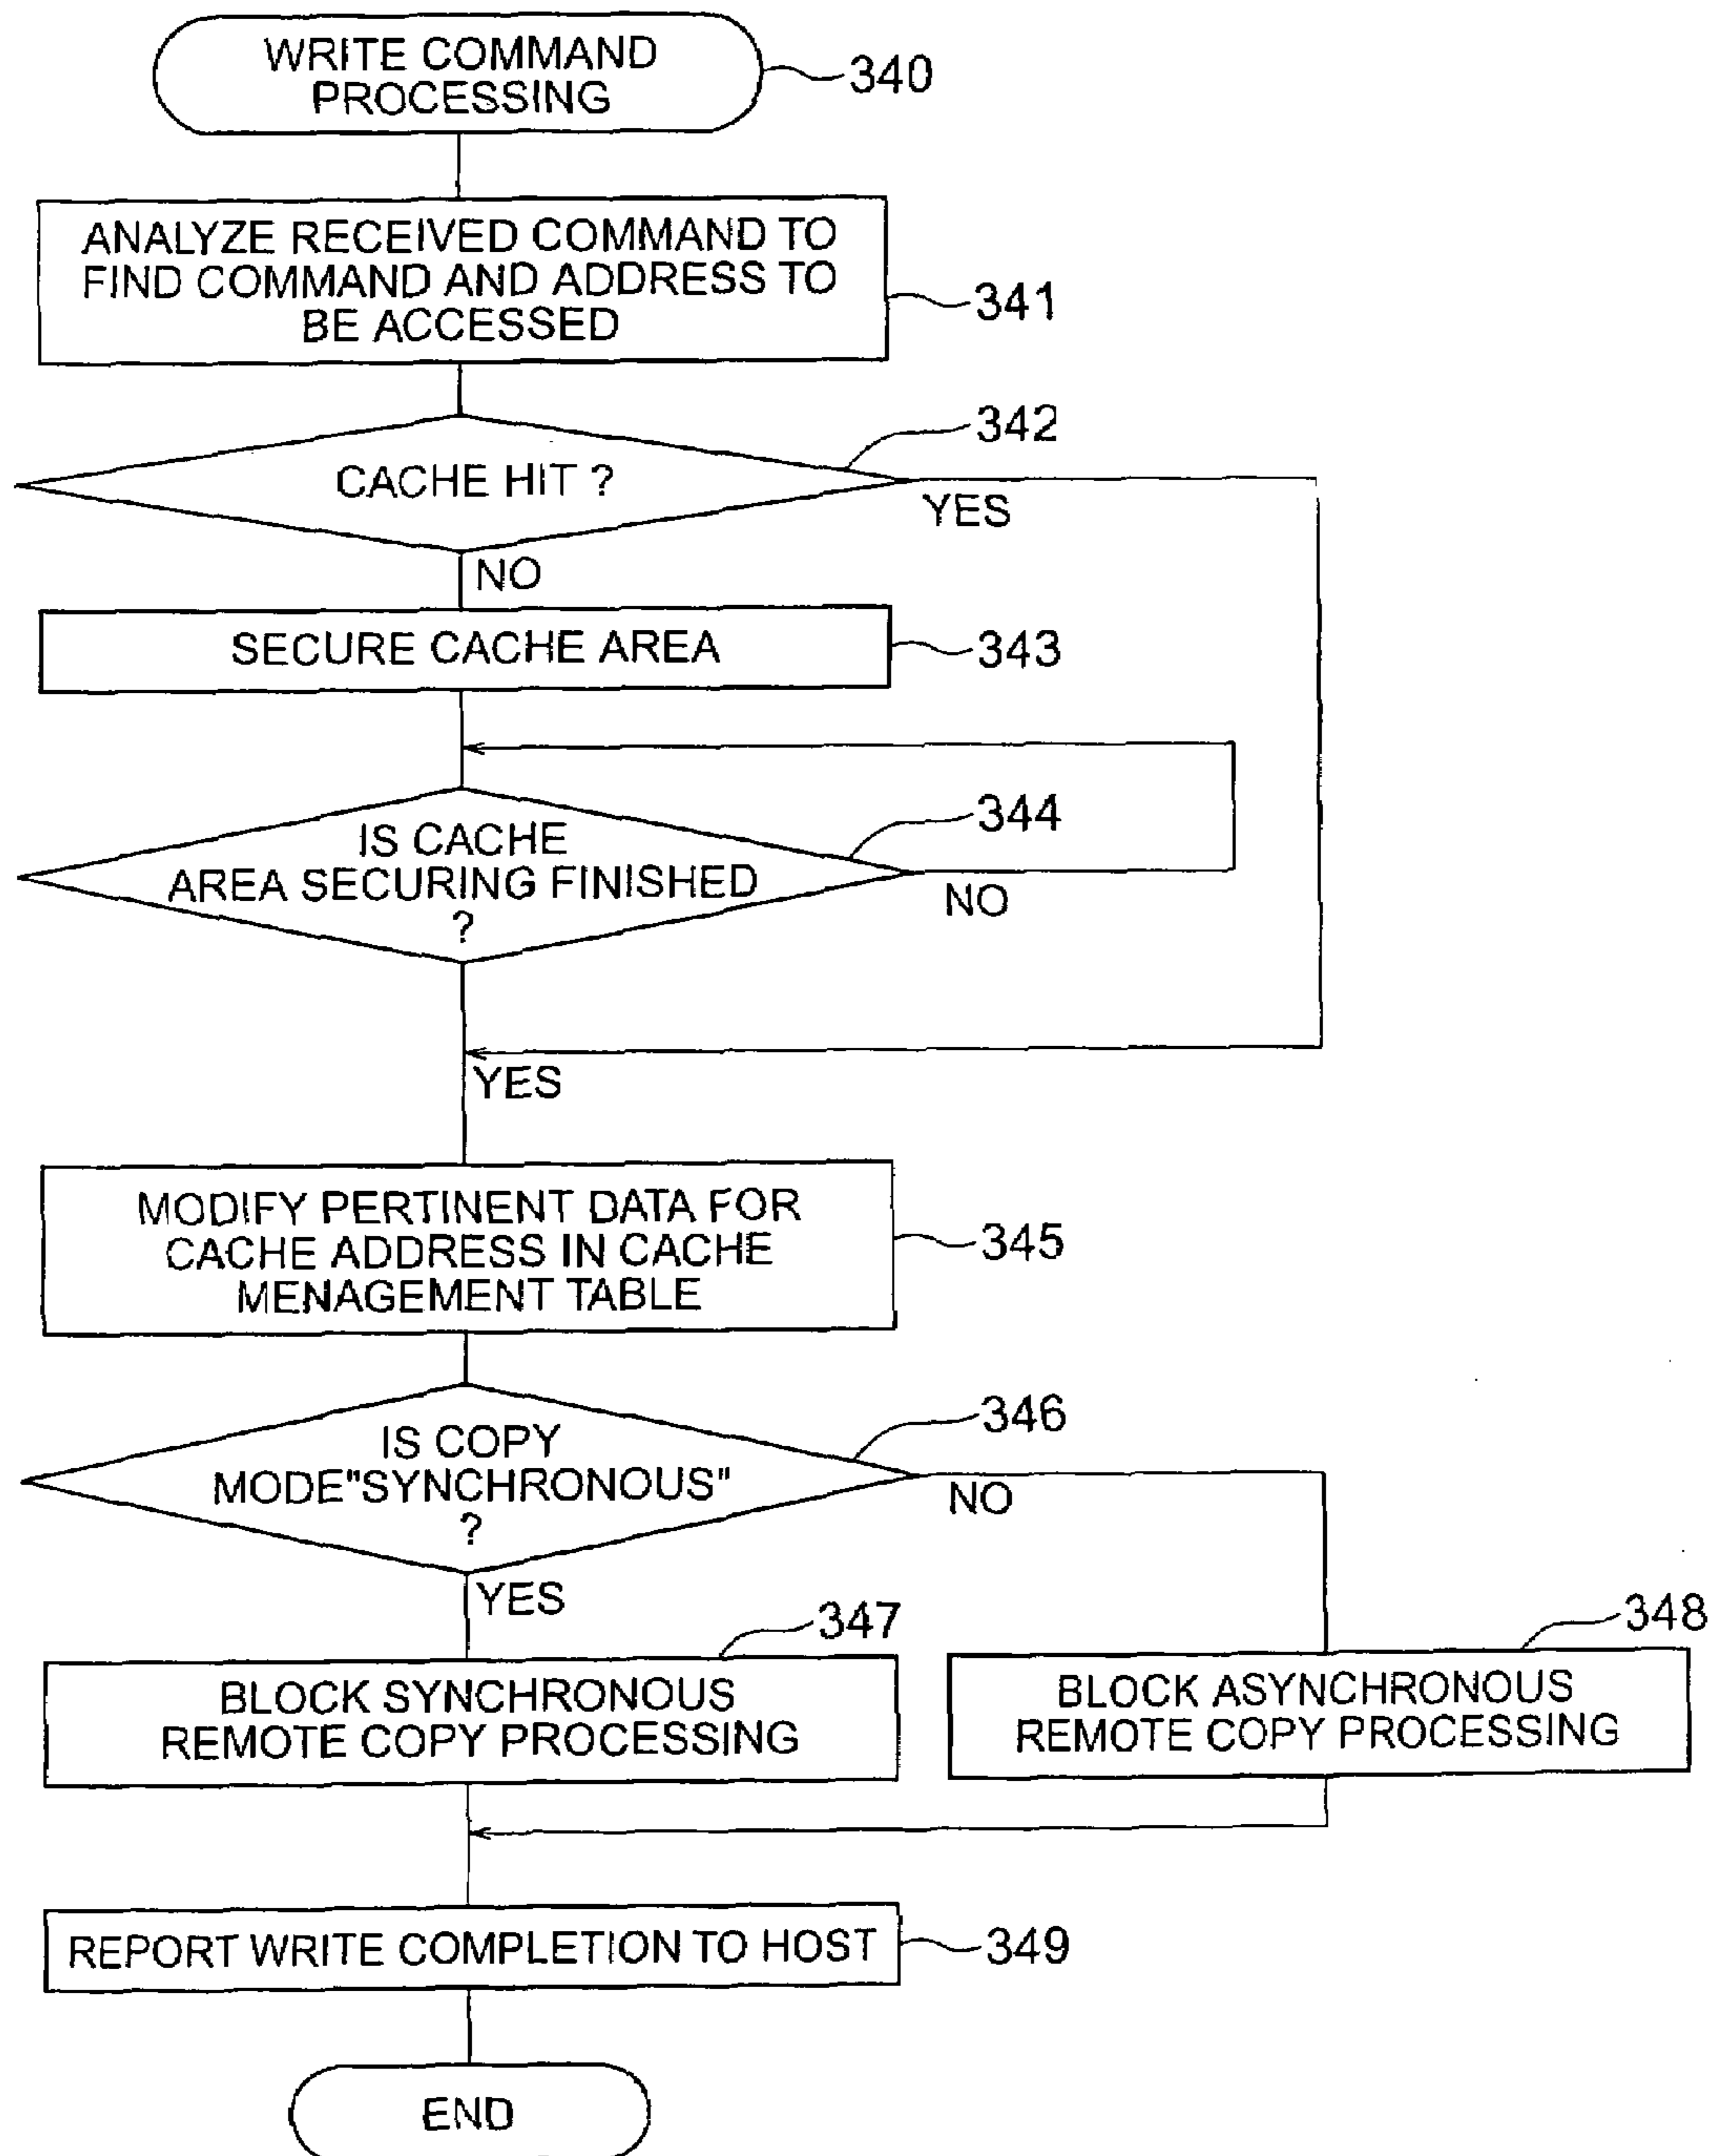 WRITE COMMAND
PROCESSING
340
ANALYZE RECEIVED COMMAND TO
FIND COMMAND AND ADDRESS TO
BE ACCESSED
341
342
CACHE HIT ?
YES
NO
SECURE CACHE AREA
343
344
IS CACHE
AREA SECURING FINISHED
?
NO
YES
MODIFY PERTINENT DATA FOR
CACHE ADDRESS IN CACHE
MENAGEMENT TABLE
345
346
IS COPY
MODE"SYNCHRONOUS"
?
NO
YES
347
348
BLOCK SYNCHRONOUS
REMOTE COPY PROCESSING
BLOCK ASYNCHRONOUS
REMOTE COPY PROCESSING
REPORT WRITE COMPLETION TO HOST
349
END